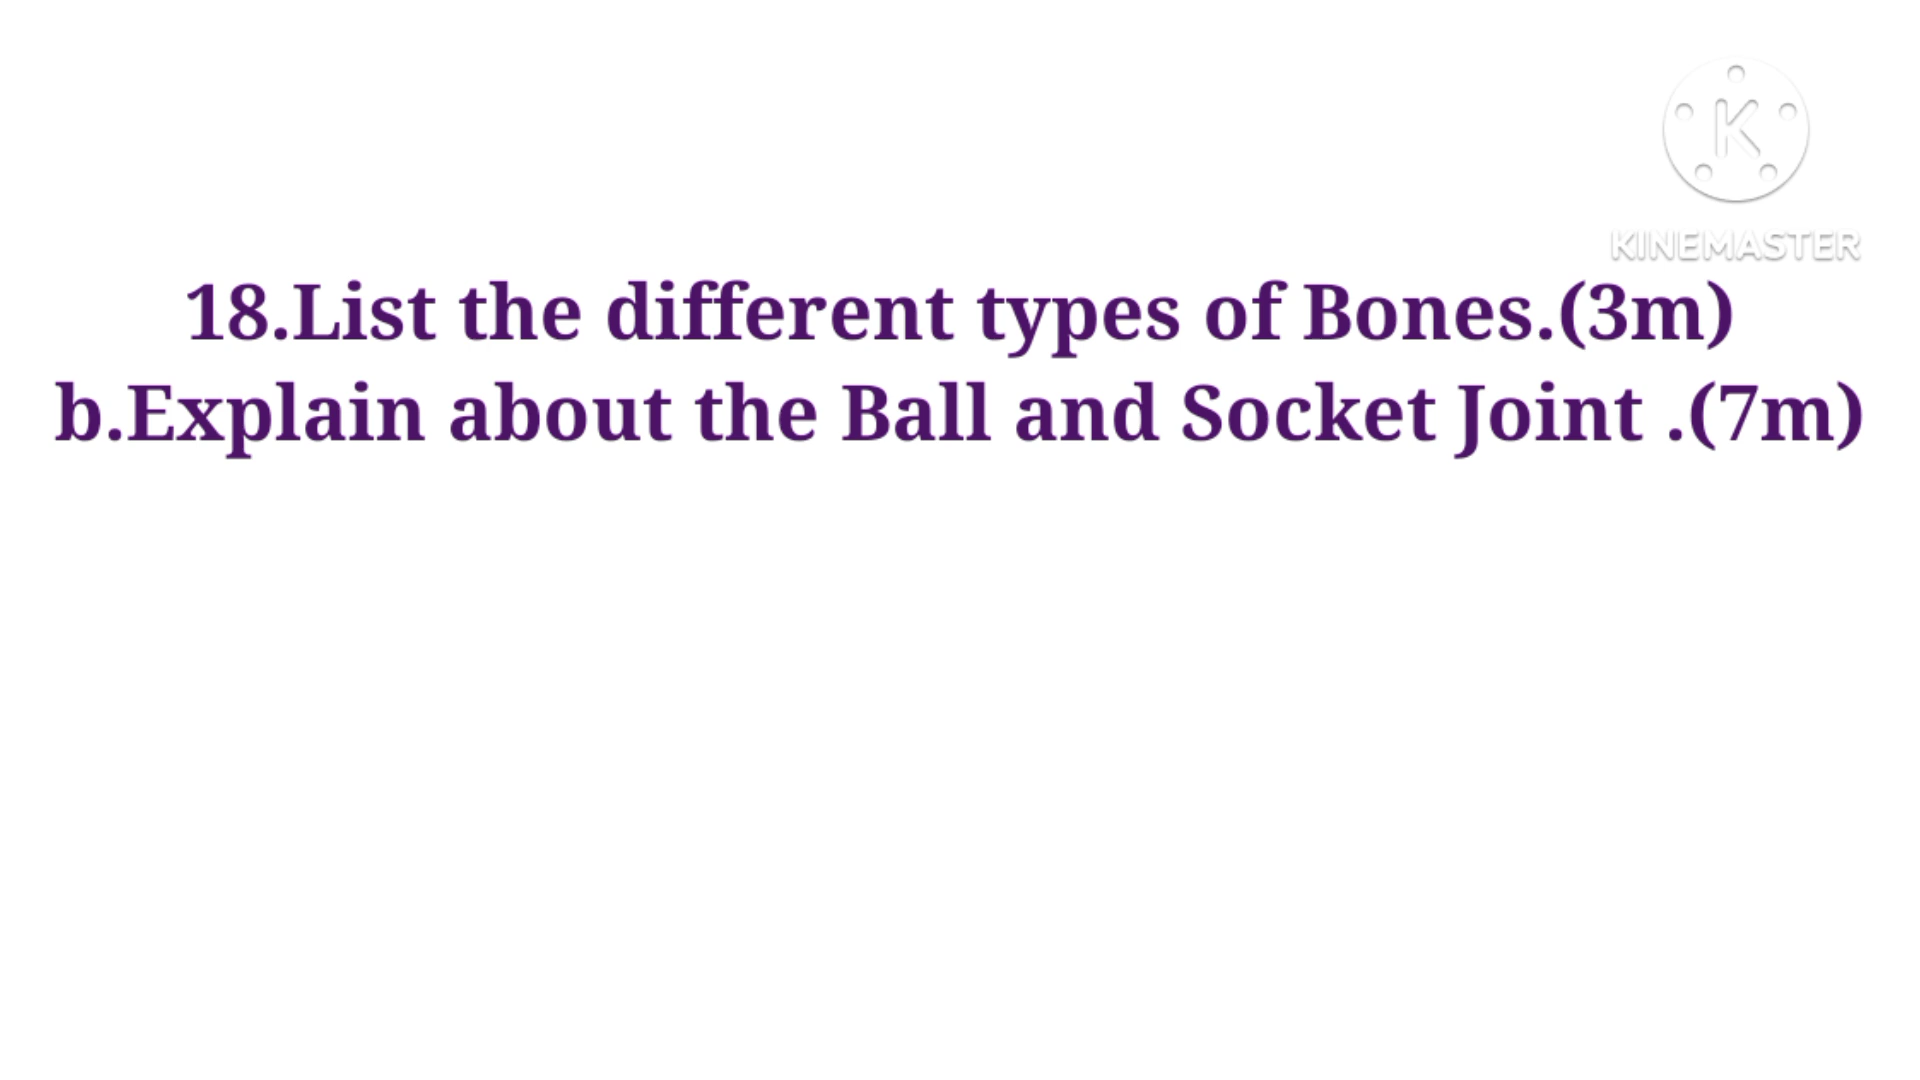 K
KINEMASTER
18.List the different types of Bones.(3m)
b.Explain about the Ball and Socket Joint .(7m)